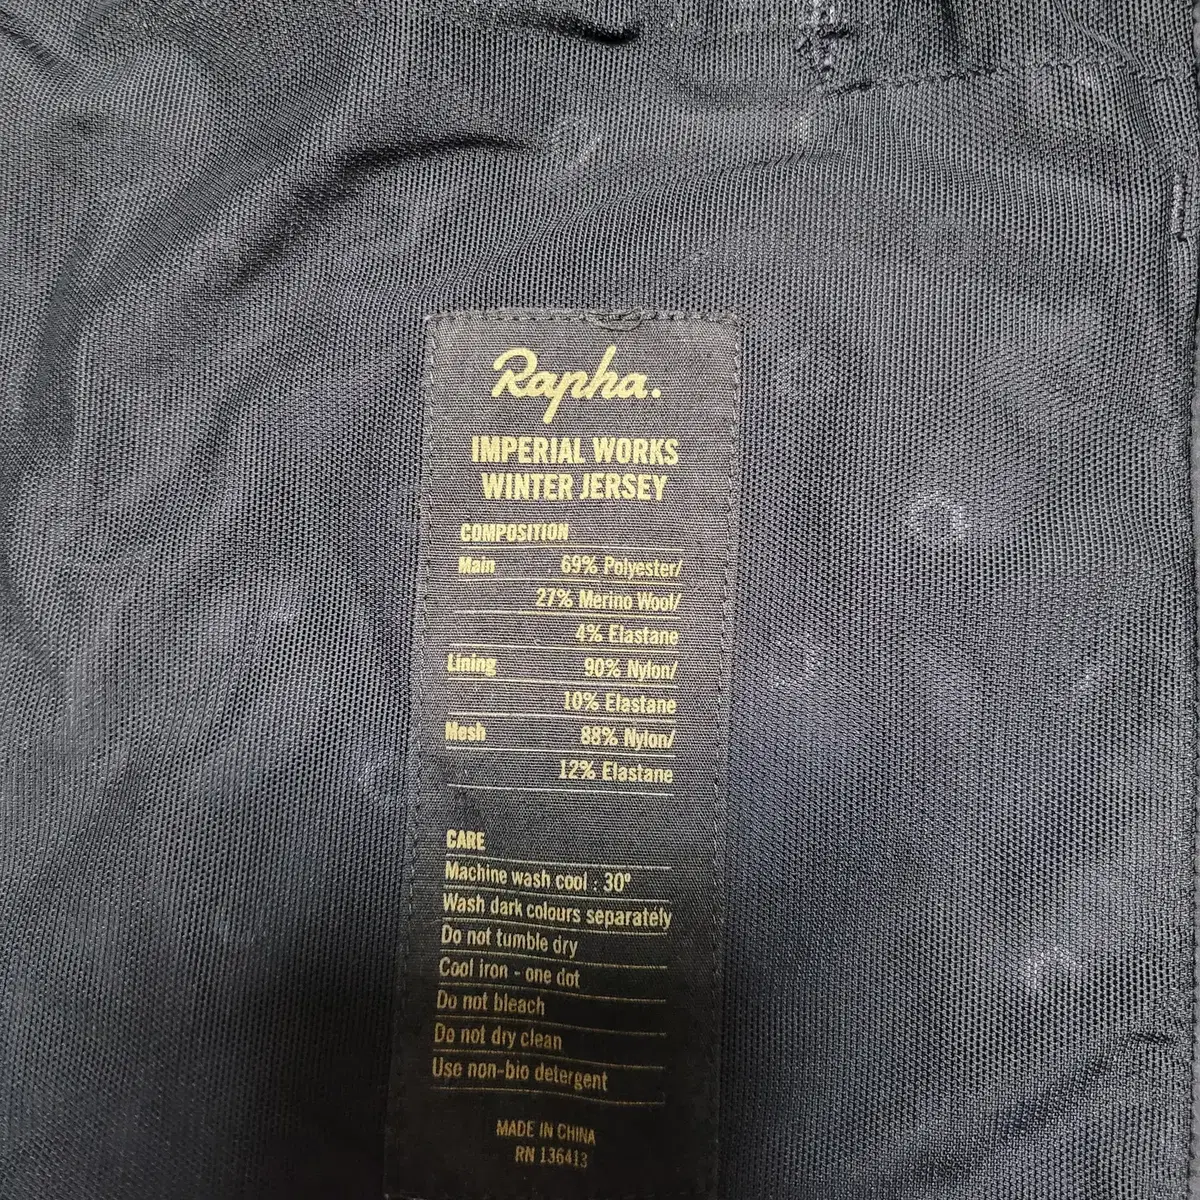 Rapha.
IMPERIAL WORKS
WINTER JERSEY
COMPOSITION
Main 69% Polyester/
27% Merino Wool/
4% Elastane
Lining 90% Nylon/
10% Elastane
Mesh 88% Nylon/
12% Elastane
CARE
Machine wash cool : 30°
Wash dark colours separately
Do not tumble dry
Cool iron - one dot
Do not bleach
Do not dry clean
Use non-bio detergent
MADE IN CHINA
RN 136413